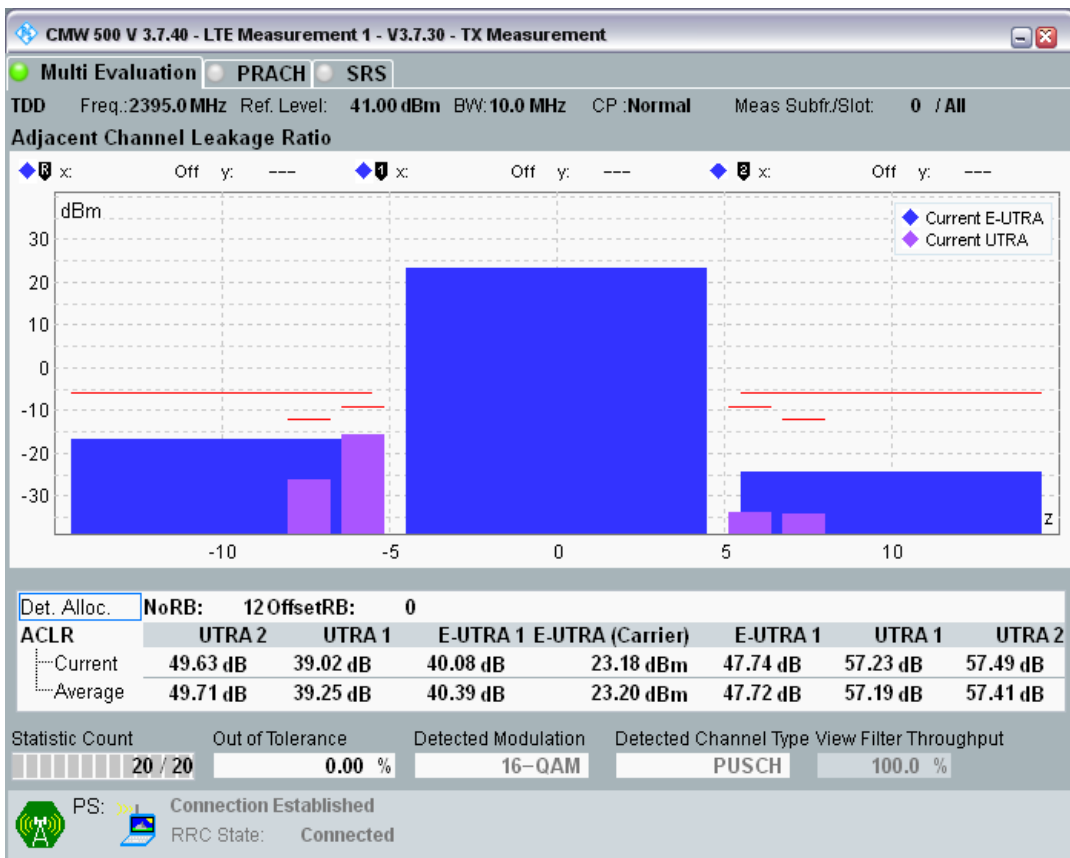 CMW 500 V 3.7.40 - LTE Measurement 1 - V3.7.30 - TX Measurement
Multi Evaluation PRACH SRS
TDD Freq.:2395.0 MHz Ref. Level: 41.00 dBm BW:10.0 MHz CP :Normal Meas Subfr./Slot: 0 / All
Adjacent Channel Leakage Ratio
R x: Off y: --- 1 x: Off y: --- 2 x: Off y: ---
dBm
Current E-UTRA
Current UTRA
30
20
10
0
-10
-20
-30
z
-10 -5 0 5 10
Det. Alloc. NoRB: 12 OffsetRB: 0
ACLR UTRA 2 UTRA 1 E-UTRA 1 E-UTRA (Carrier) E-UTRA 1 UTRA 1 UTRA 2
Current 49.63 dB 39.02 dB 40.08 dB 23.18 dBm 47.74 dB 57.23 dB 57.49 dB
Average 49.71 dB 39.25 dB 40.39 dB 23.20 dBm 47.72 dB 57.19 dB 57.41 dB
Statistic Count Out of Tolerance Detected Modulation Detected Channel Type View Filter Throughput
20 / 20 0.00 % 16-QAM PUSCH 100.0 %
PS: Connection Established
RRC State: Connected